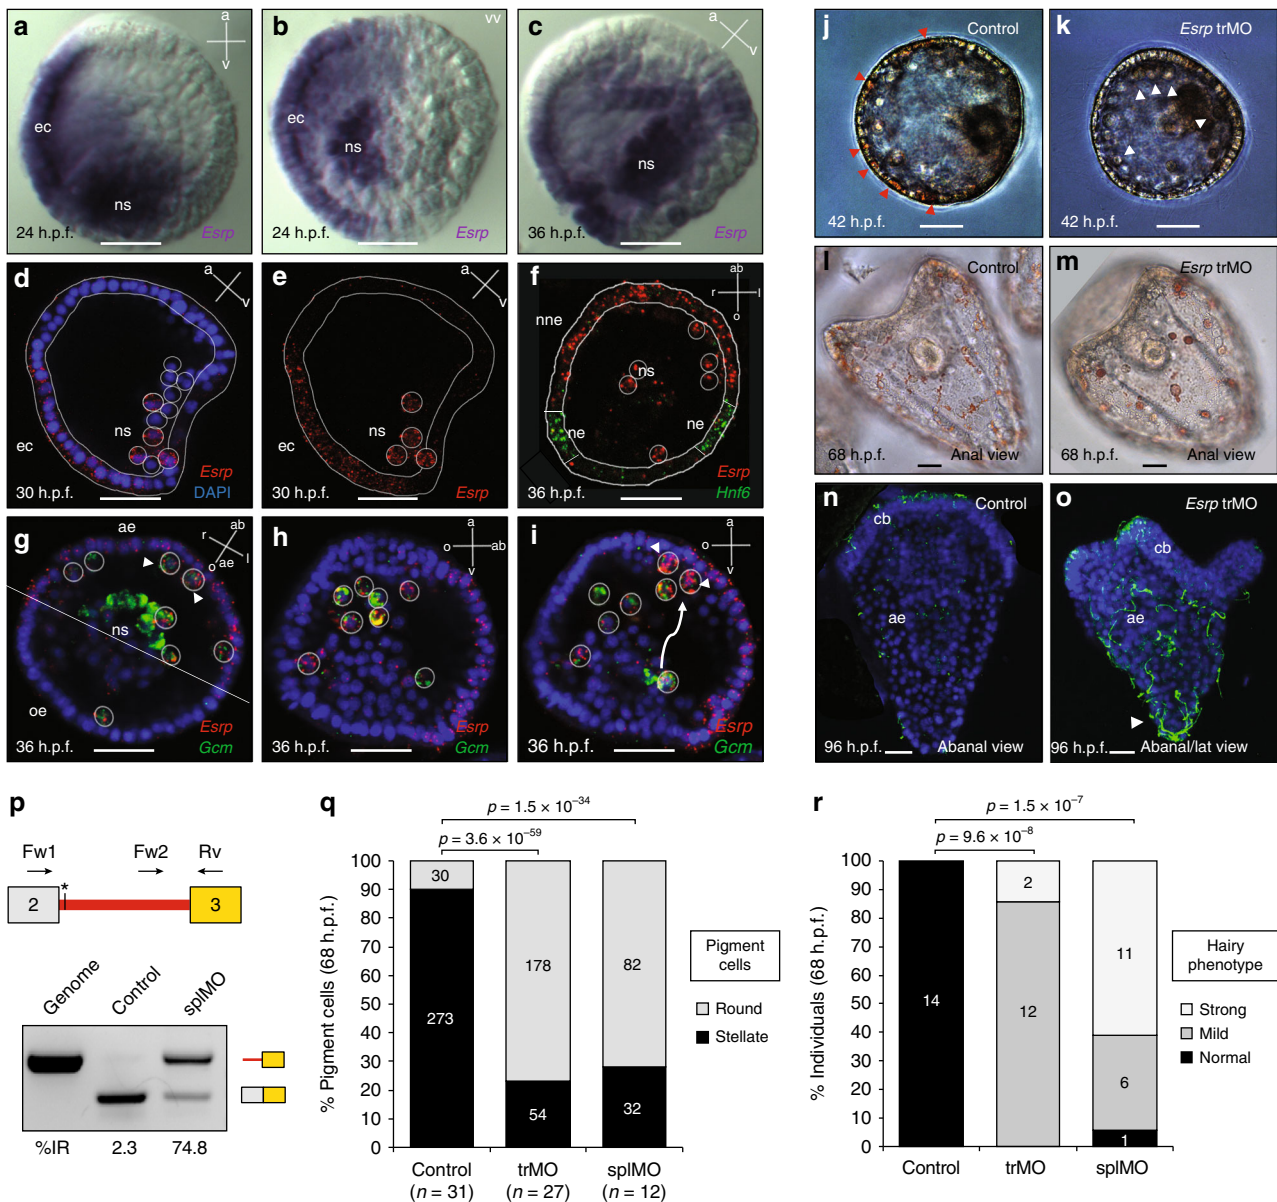 a
a
v
ec
ns
24 h.p.f.
Esrp
b
vv
ec
ns
24 h.p.f.
Esrp
c
a
v
ns
36 h.p.f.
Esrp
d
a
v
ns
ec
Esrp
30 h.p.f.
DAPI
e
a
v
ns
ec
30 h.p.f.
Esrp
f
ab
r
l
o
nne
ns
ne
ne
Esrp
36 h.p.f.
Hnf6
g
ae
ab
r
l
o
ae
ns
oe
Esrp
36 h.p.f.
Gcm
h
a
o
ab
v
Esrp
36 h.p.f.
Gcm
i
a
o
ab
v
Esrp
36 h.p.f.
Gcm
j
Control
42 h.p.f.
k
Esrp trMO
42 h.p.f.
l
Control
68 h.p.f.
Anal view
m
Esrp trMO
68 h.p.f.
Anal view
n
Control
cb
ae
96 h.p.f.
Abanal view
o
Esrp trMO
cb
ae
96 h.p.f.
Abanal/lat view
p
Fw1
Fw2
Rv
2
*
3
Genome
Control
splMO
%IR
2.3
74.8
q
p = 1.5 × 10⁻³⁴
p = 3.6 × 10⁻⁵⁹
% Pigment cells (68 h.p.f.)
100
90
80
70
60
50
40
30
20
10
0
30
273
178
54
82
32
Control
(n = 31)
trMO
(n = 27)
splMO
(n = 12)
Pigment
cells
Round
Stellate
r
p = 1.5 × 10⁻⁷
p = 9.6 × 10⁻⁸
% Individuals (68 h.p.f.)
100
90
80
70
60
50
40
30
20
10
0
14
2
12
11
6
1
Control
trMO
splMO
Hairy
phenotype
Strong
Mild
Normal